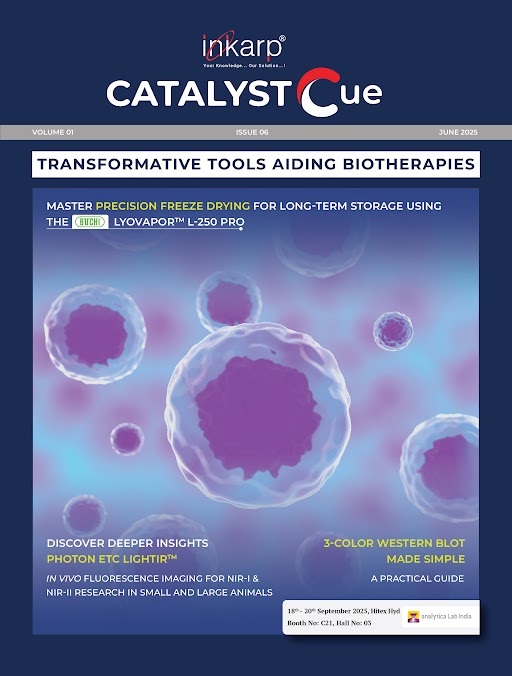 inkarp®
Your Knowledge... Our Solution...!
CATALYST Cue
VOLUME 01 ISSUE 06 JUNE 2025
TRANSFORMATIVE TOOLS AIDING BIOTHERAPIES
MASTER PRECISION FREEZE DRYING FOR LONG-TERM STORAGE USING
THE BUCHI LYOVAPOR™ L-250 PRO
DISCOVER DEEPER INSIGHTS
PHOTON ETC LIGHTIR™
IN VIVO FLUORESCENCE IMAGING FOR NIR-I &
NIR-II RESEARCH IN SMALL AND LARGE ANIMALS
3-COLOR WESTERN BLOT
MADE SIMPLE
A PRACTICAL GUIDE
18th - 20th September 2025, Hitex Hyd
Booth No: C21, Hall No: 03
analytica Lab India